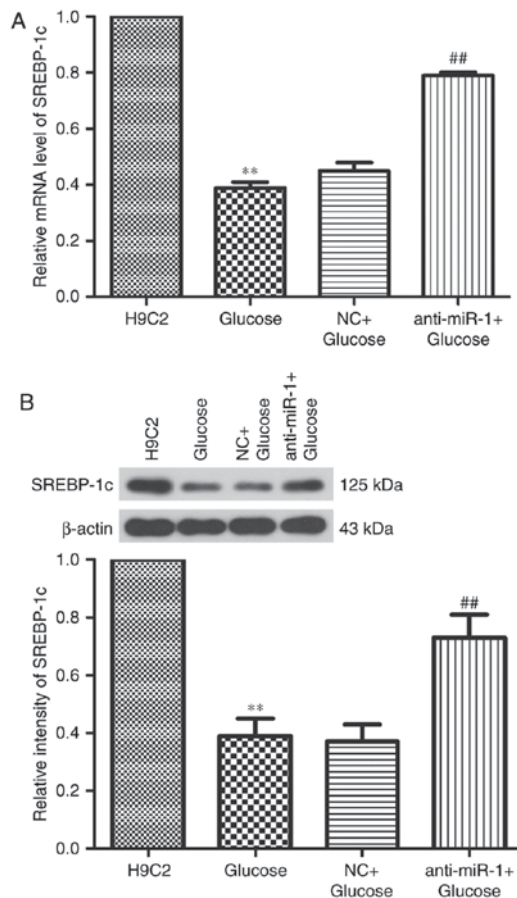 A
Relative mRNA level of SREBP-1c
1.0
0.8
0.6
0.4
0.2
0.0
**
##
H9C2
Glucose
NC+
Glucose
anti-miR-1+
Glucose
B
H9C2
Glucose
NC+
Glucose
anti-miR-1+
Glucose
SREBP-1c
125 kDa
β-actin
43 kDa
Relative intensity of SREBP-1c
1.0
0.8
0.6
0.4
0.2
0.0
**
##
H9C2
Glucose
NC+
Glucose
anti-miR-1+
Glucose